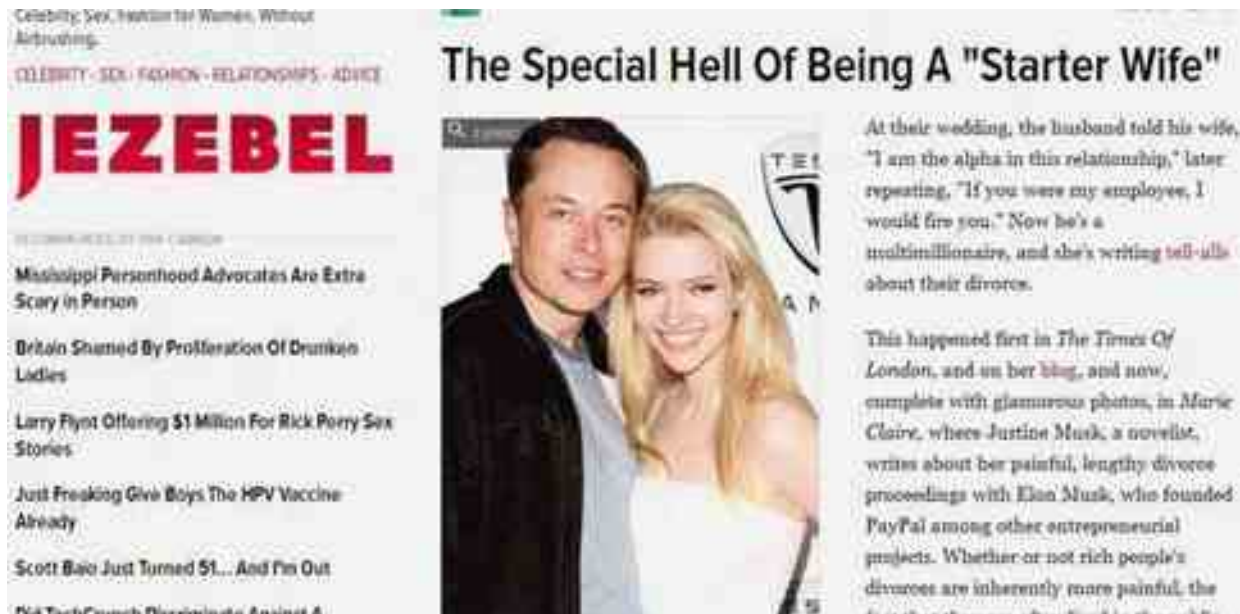 Celebrity, Sex, Fashion for Women, Without
Airbrushing.
CELEBRITY · SEX · FASHION · RELATIONSHIPS · ADVICE
JEZEBEL
Mississippi Personhood Advocates Are Extra
Scary in Person
Britain Shamed By Proliferation Of Drunken
Ladies
Larry Flynt Offering $1 Million For Rick Perry Sex
Stories
Just Freaking Give Boys The HPV Vaccine
Already
Scott Baio Just Turned 51... And I'm Out
Did TechCrunch Discriminate Against A
The Special Hell Of Being A "Starter Wife"
TES
T
A N
S
At their wedding, the husband told his wife,
"I am the alpha in this relationship," later
repeating, "If you were my employee, I
would fire you." Now he's a
multimillionaire, and she's writing tell-alls
about their divorce.
This happened first in The Times Of
London, and on her blog, and now,
complete with glamorous photos, in Marie
Claire, where Justine Musk, a novelist,
writes about her painful, lengthy divorce
proceedings with Elon Musk, who founded
PayPal among other entrepreneurial
projects. Whether or not rich people's
divorces are inherently more painful, the